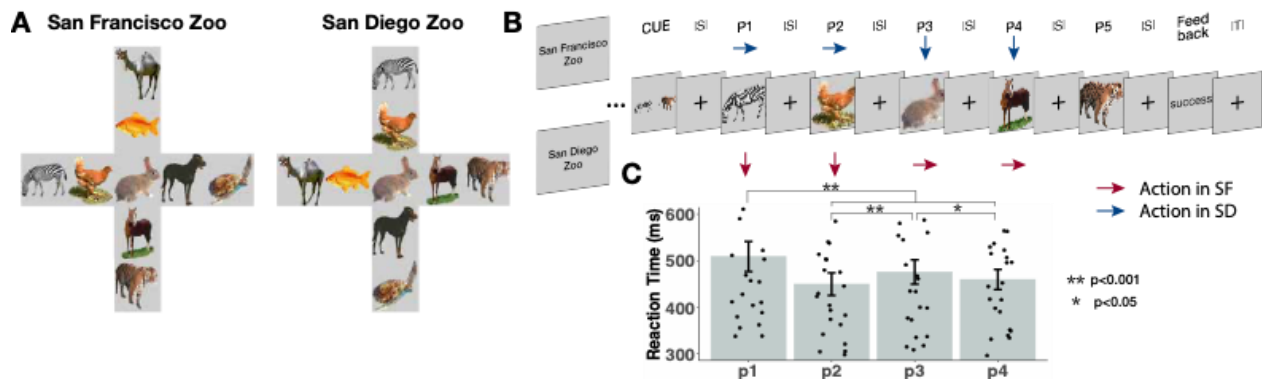 A
San Francisco Zoo
San Diego Zoo
B
San Francisco
Zoo
San Diego
Zoo
CUE ISI P1 ISI P2 ISI P3 ISI P4 ISI P5 ISI Feed
back ITI
...
success
C
Action in SF
Action in SD
** ** *
Reaction Time (ms)
600
500
400
300
p1 p2 p3 p4
** p<0.001
* p<0.05